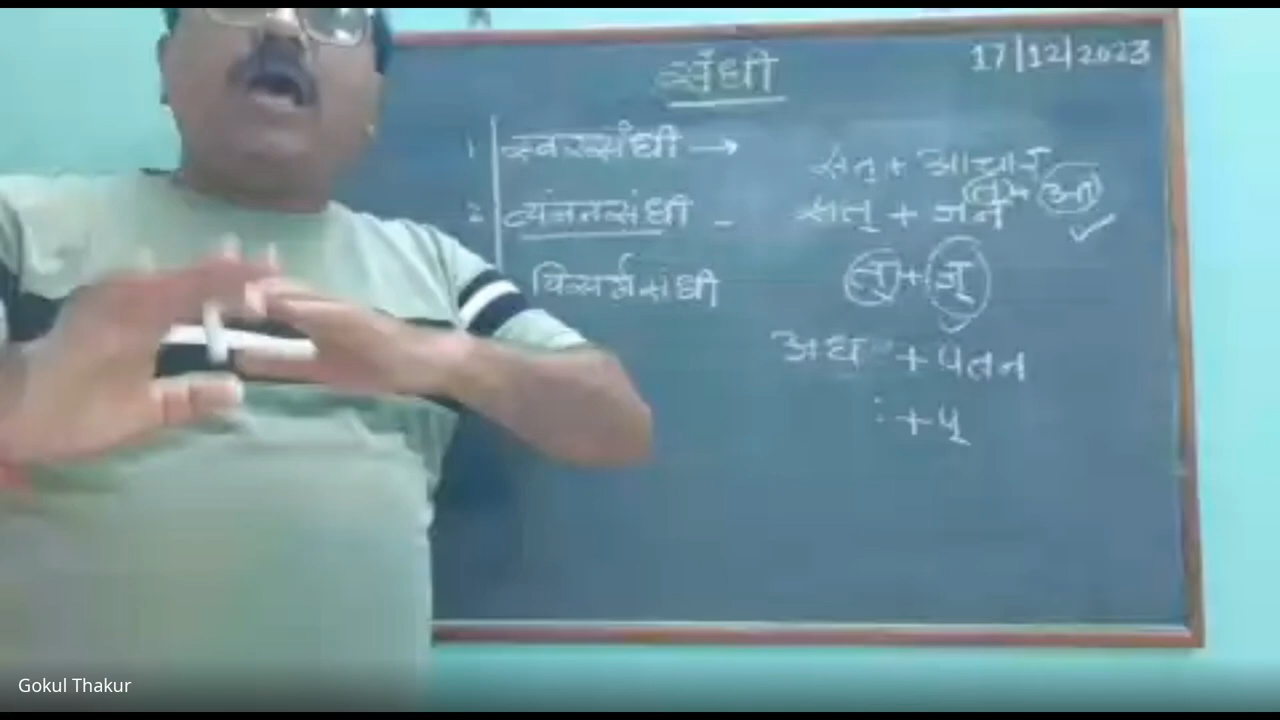 संधी
17/12/2023
1 स्वरसंधी →
सत् + आचार
त् + आ
2 व्यंजनसंधी -
सत् + जन ✓
विसर्गसंधी
त् + ज्
अध + पतन
: + प्
Gokul Thakur